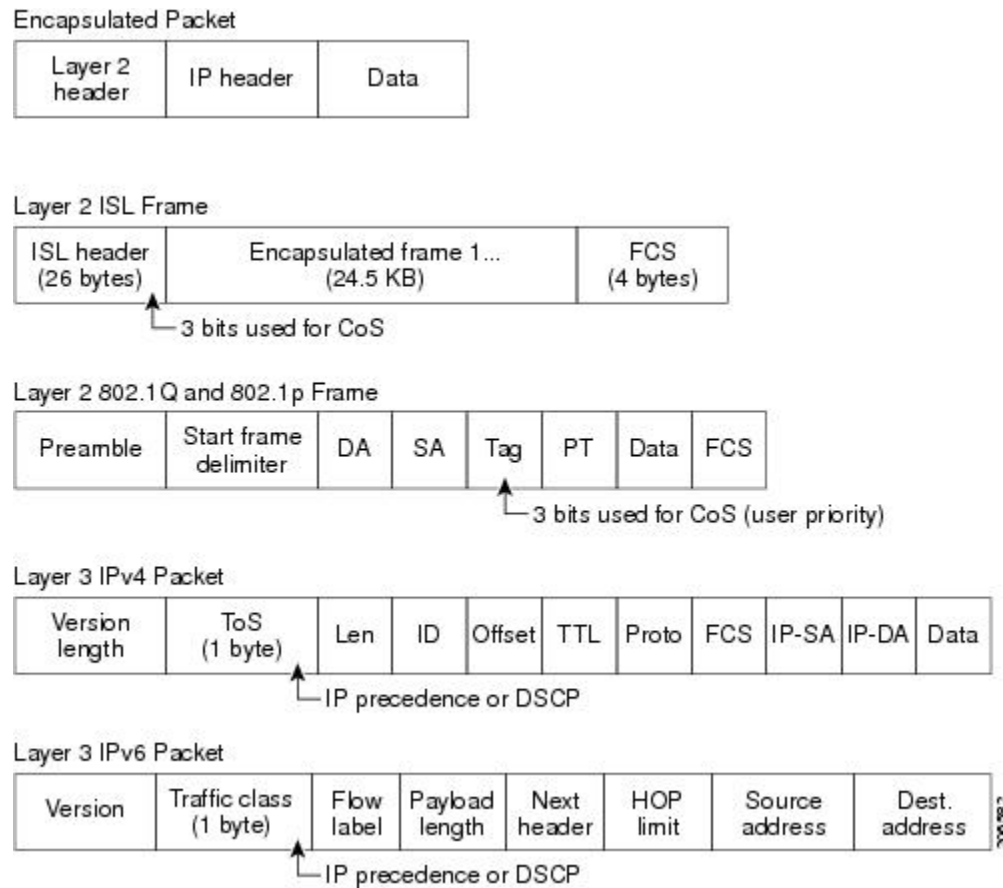 Encapsulated Packet
Layer 2
header
IP header
Data
Layer 2 ISL Frame
ISL header
(26 bytes)
Encapsulated frame 1...
(24.5 KB)
FCS
(4 bytes)
3 bits used for CoS
Layer 2 802.1Q and 802.1p Frame
Preamble
Start frame
delimiter
DA
SA
Tag
PT
Data
FCS
3 bits used for CoS (user priority)
Layer 3 IPv4 Packet
Version
length
ToS
(1 byte)
Len
ID
Offset
TTL
Proto
FCS
IP-SA
IP-DA
Data
IP precedence or DSCP
Layer 3 IPv6 Packet
Version
Traffic class
(1 byte)
Flow
label
Payload
length
Next
header
HOP
limit
Source
address
Dest.
address
IP precedence or DSCP